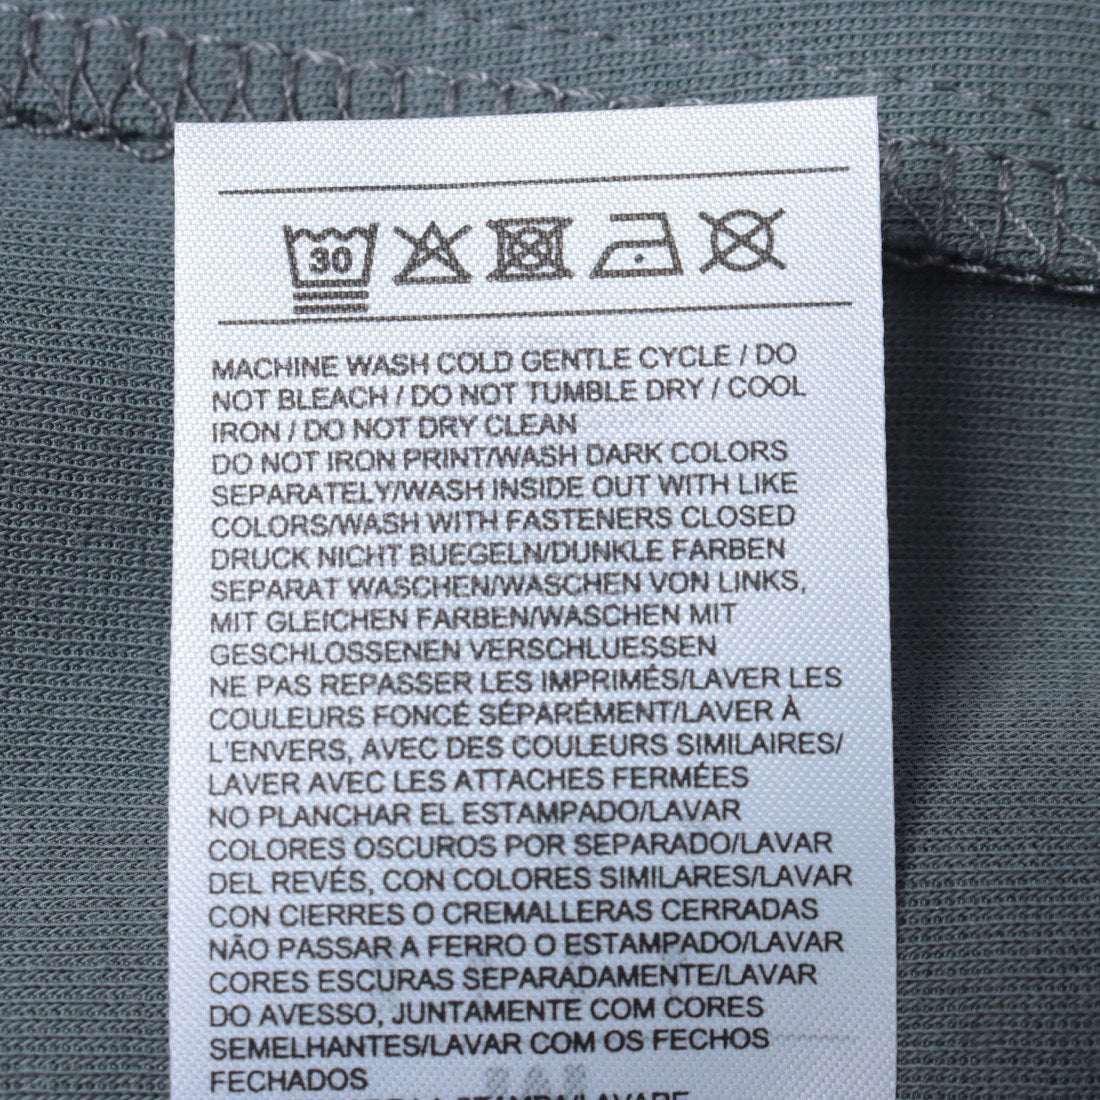 30
MACHINE WASH COLD GENTLE CYCLE / DO
NOT BLEACH / DO NOT TUMBLE DRY / COOL
IRON / DO NOT DRY CLEAN
DO NOT IRON PRINT/WASH DARK COLORS
SEPARATELY/WASH INSIDE OUT WITH LIKE
COLORS/WASH WITH FASTENERS CLOSED
DRUCK NICHT BUEGELN/DUNKLE FARBEN
SEPARAT WASCHEN/WASCHEN VON LINKS,
MIT GLEICHEN FARBEN/WASCHEN MIT
GESCHLOSSENEN VERSCHLUESSEN
NE PAS REPASSER LES IMPRIMÉS/LAVER LES
COULEURS FONCÉ SÉPARÉMENT/LAVER À
L'ENVERS, AVEC DES COULEURS SIMILAIRES/
LAVER AVEC LES ATTACHES FERMÉES
NO PLANCHAR EL ESTAMPADO/LAVAR
COLORES OSCUROS POR SEPARADO/LAVAR
DEL REVÉS, CON COLORES SIMILARES/LAVAR
CON CIERRES O CREMALLERAS CERRADAS
NÃO PASSAR A FERRO O ESTAMPADO/LAVAR
CORES ESCURAS SEPARADAMENTE/LAVAR
DO AVESSO, JUNTAMENTE COM CORES
SEMELHANTES/LAVAR COM OS FECHOS
FECHADOS